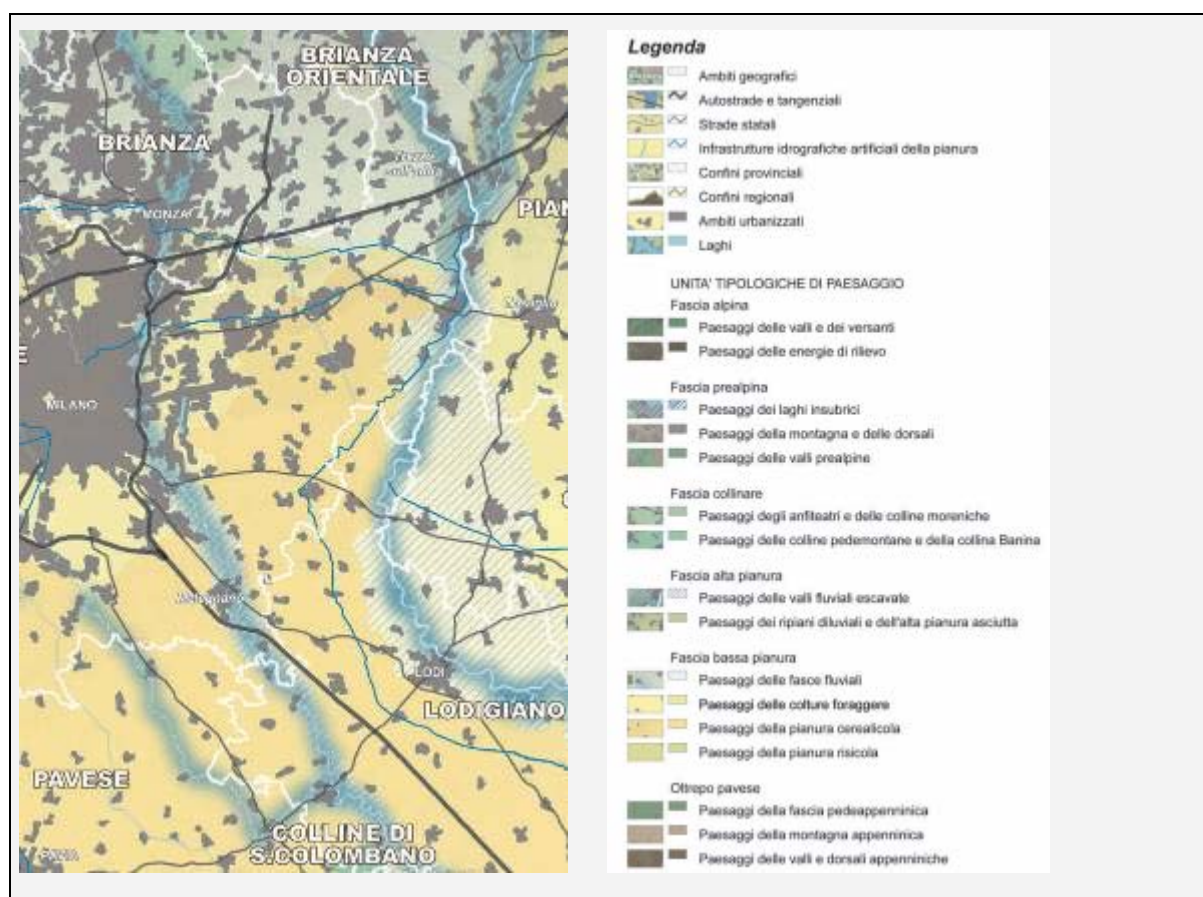 BRIANZA
ORIENTALE
BRIANZA
MONZA
PIAN
E
MILANO
LODI
LODIGIANO
PAVESE
COLLINE DI
S.COLOMBANO
PAVIA
Legenda
Ambiti geografici
Autostrade e tangenziali
Strade statali
Infrastrutture idrografiche artificiali della pianura
Confini provinciali
Confini regionali
Ambiti urbanizzati
Laghi
UNITA' TIPOLOGICHE DI PAESAGGIO
Fascia alpina
Paesaggi delle valli e dei versanti
Paesaggi delle energie di rilievo
Fascia prealpina
Paesaggi dei laghi insubrici
Paesaggi della montagna e delle dorsali
Paesaggi delle valli prealpine
Fascia collinare
Paesaggi degli anfiteatri e delle colline moreniche
Paesaggi delle colline pedemontane e della collina Banina
Fascia alta pianura
Paesaggi delle valli fluviali escavate
Paesaggi dei ripiani diluviali e dell'alta pianura asciutta
Fascia bassa pianura
Paesaggi delle fasce fluviali
Paesaggi delle colture foraggere
Paesaggi della pianura cerealicola
Paesaggi della pianura risicola
Oltrepo pavese
Paesaggi della fascia pedeappenninica
Paesaggi della montagna appenninica
Paesaggi delle valli e dorsali appenniniche